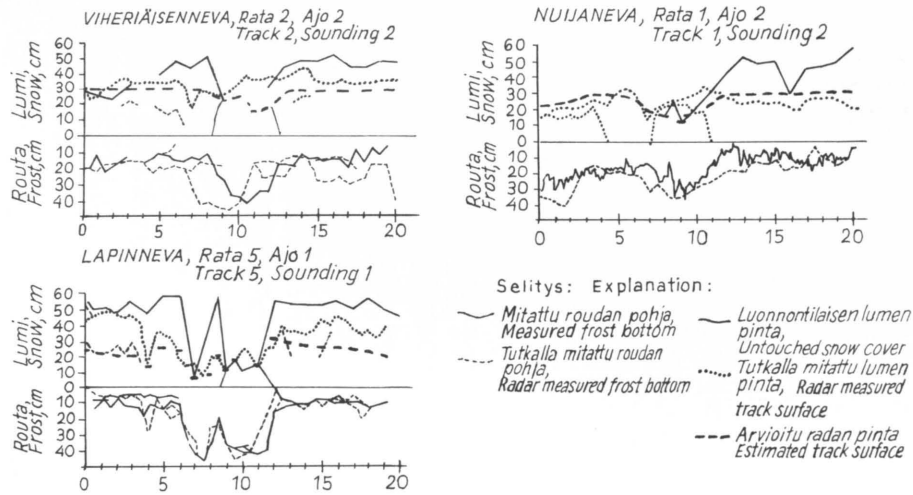 VIHERIÄISENNEVA, Rata 2, Ajo 2
Track 2, Sounding 2
Lumi, cm
Snow, cm
60
50
40
30
20
10
0
Routa, cm
Frost, cm
10
20
30
40
0 5 10 15 20
NUIJANEVA, Rata 1, Ajo 2
Track 1, Sounding 2
Lumi, cm
Snow, cm
60
50
40
30
20
10
0
Routa, cm
Frost, cm
10
20
30
40
0 5 10 15 20
LAPINNEVA, Rata 5, Ajo 1
Track 5, Sounding 1
Lumi, cm
Snow, cm
60
50
40
30
20
10
0
Routa, cm
Frost, cm
10
20
30
40
0 5 10 15 20
Selitys: Explanation:
Mitattu roudan pohja,
Measured frost bottom
Tutkalla mitattu roudan
pohja,
Radar measured frost bottom
Luonnontilaisen lumen
pinta,
Untouched snow cover
Tutkalla mitattu lumen
pinta, Radar measured
track surface
Arvioitu radan pinta
Estimated track surface